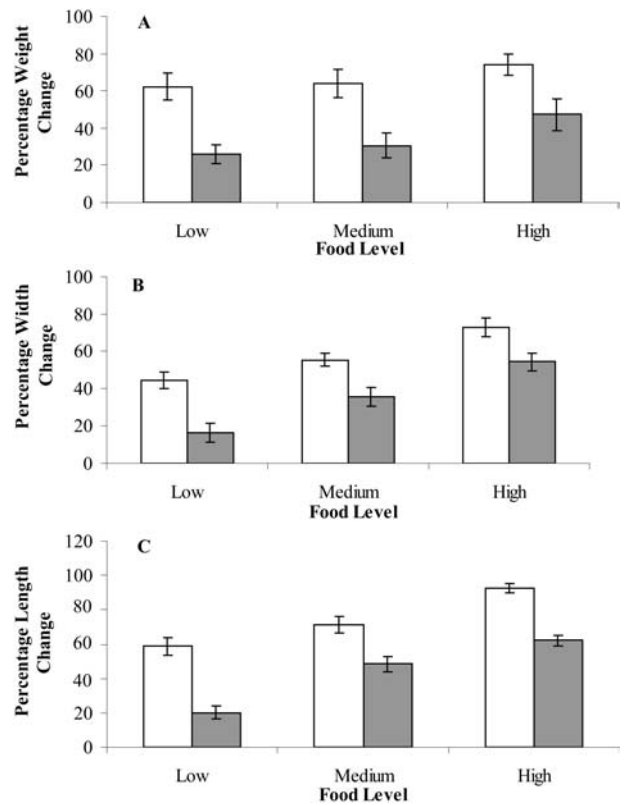 A
Percentage Weight
Change
100
80
60
40
20
0
Low Medium High
Food Level
B
Percentage Width
Change
100
80
60
40
20
0
Low Medium High
Food Level
C
Percentage Length
Change
120
100
80
60
40
20
0
Low Medium High
Food Level